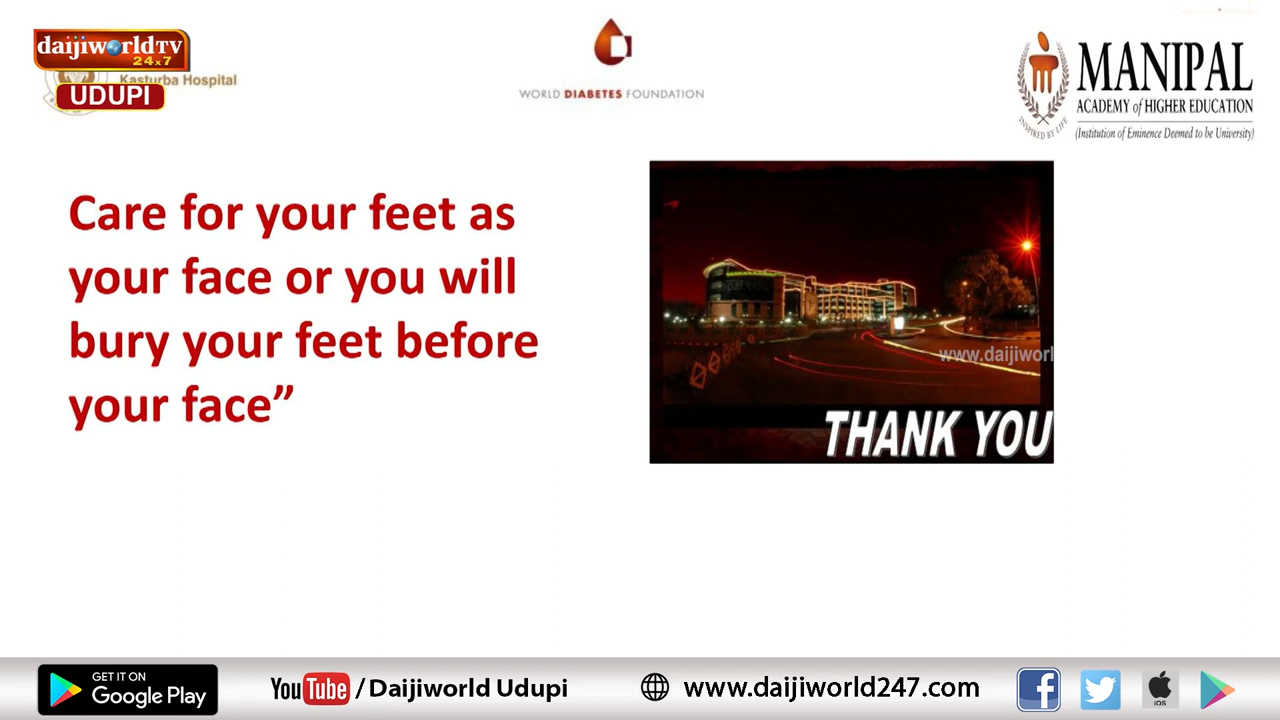 daijiworldTV
24x7
Kasturba Hospital
UDUPI
WORLD DIABETES FOUNDATION
MANIPAL
ACADEMY of HIGHER EDUCATION
(Institution of Eminence Deemed to be University)
INSPIRED BY LIFE
Care for your feet as
your face or you will
bury your feet before
your face”
www.daijiworl
THANK YOU
GET IT ON
Google Play
YouTube / Daijiworld Udupi
www.daijiworld247.com
iOS